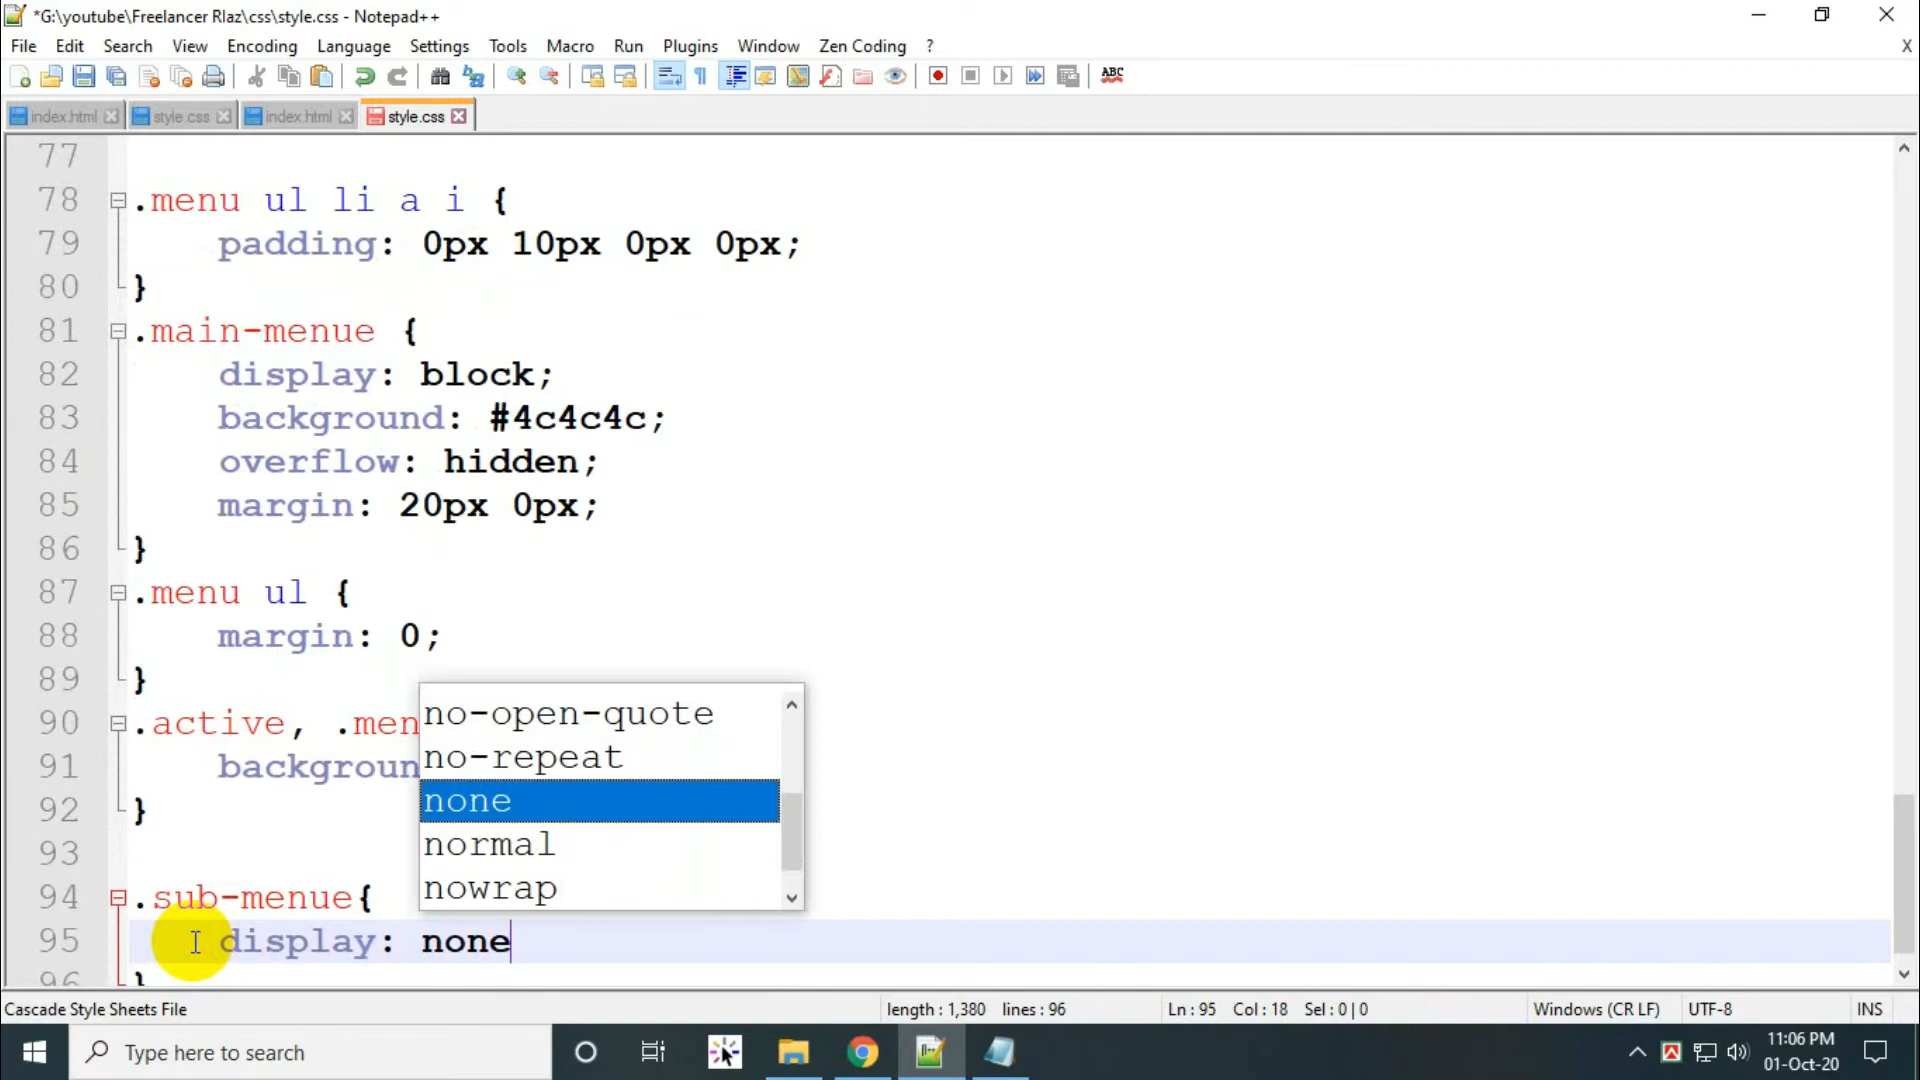 *G:\youtube\Freelancer Rlaz\css\style.css - Notepad++
File Edit Search View Encoding Language Settings Tools Macro Run Plugins Window Zen Coding ? X
ABC
index.html style.css index.html style.css
77
78 .menu ul li a i {
79 padding: 0px 10px 0px 0px;
80 }
81 .main-menue {
82 display: block;
83 background: #4c4c4c;
84 overflow: hidden;
85 margin: 20px 0px;
86 }
87 .menu ul {
88 margin: 0;
89 }
no-open-quote
90 .active, .men
no-repeat
91 backgroun
none
92 }
normal
93
nowrap
94 .sub-menue{
95 display: none
96 }
Cascade Style Sheets File length : 1,380 lines : 96 Ln : 95 Col : 18 Sel : 0 | 0 Windows (CR LF) UTF-8 INS
Type here to search
11:06 PM
01-Oct-20